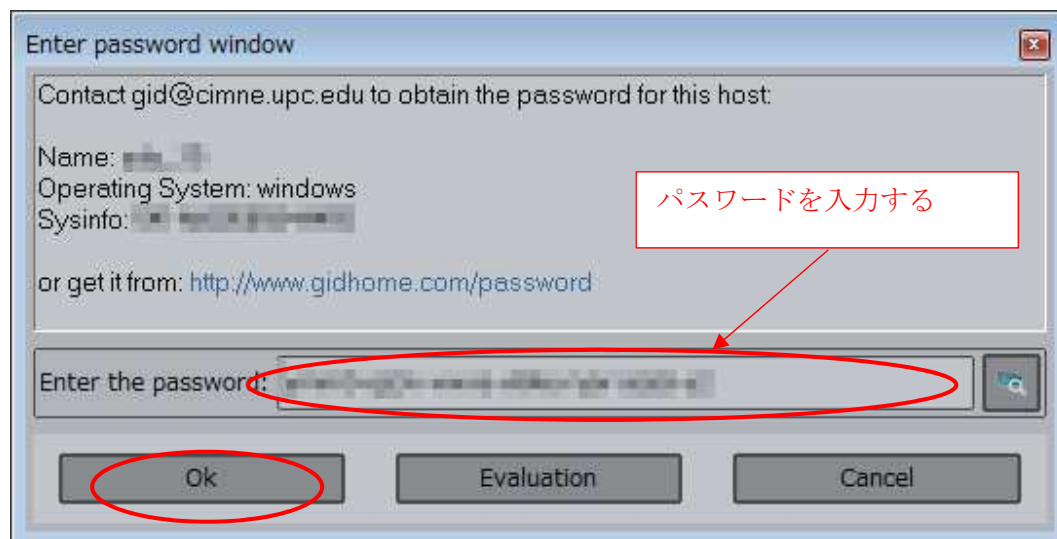 Enter password window
Contact gid@cimne.upc.edu to obtain the password for this host:
Name:
Operating System: windows
Sysinfo:
パスワードを入力する
or get it from: http://www.gidhome.com/password
Enter the password:
Ok
Evaluation
Cancel